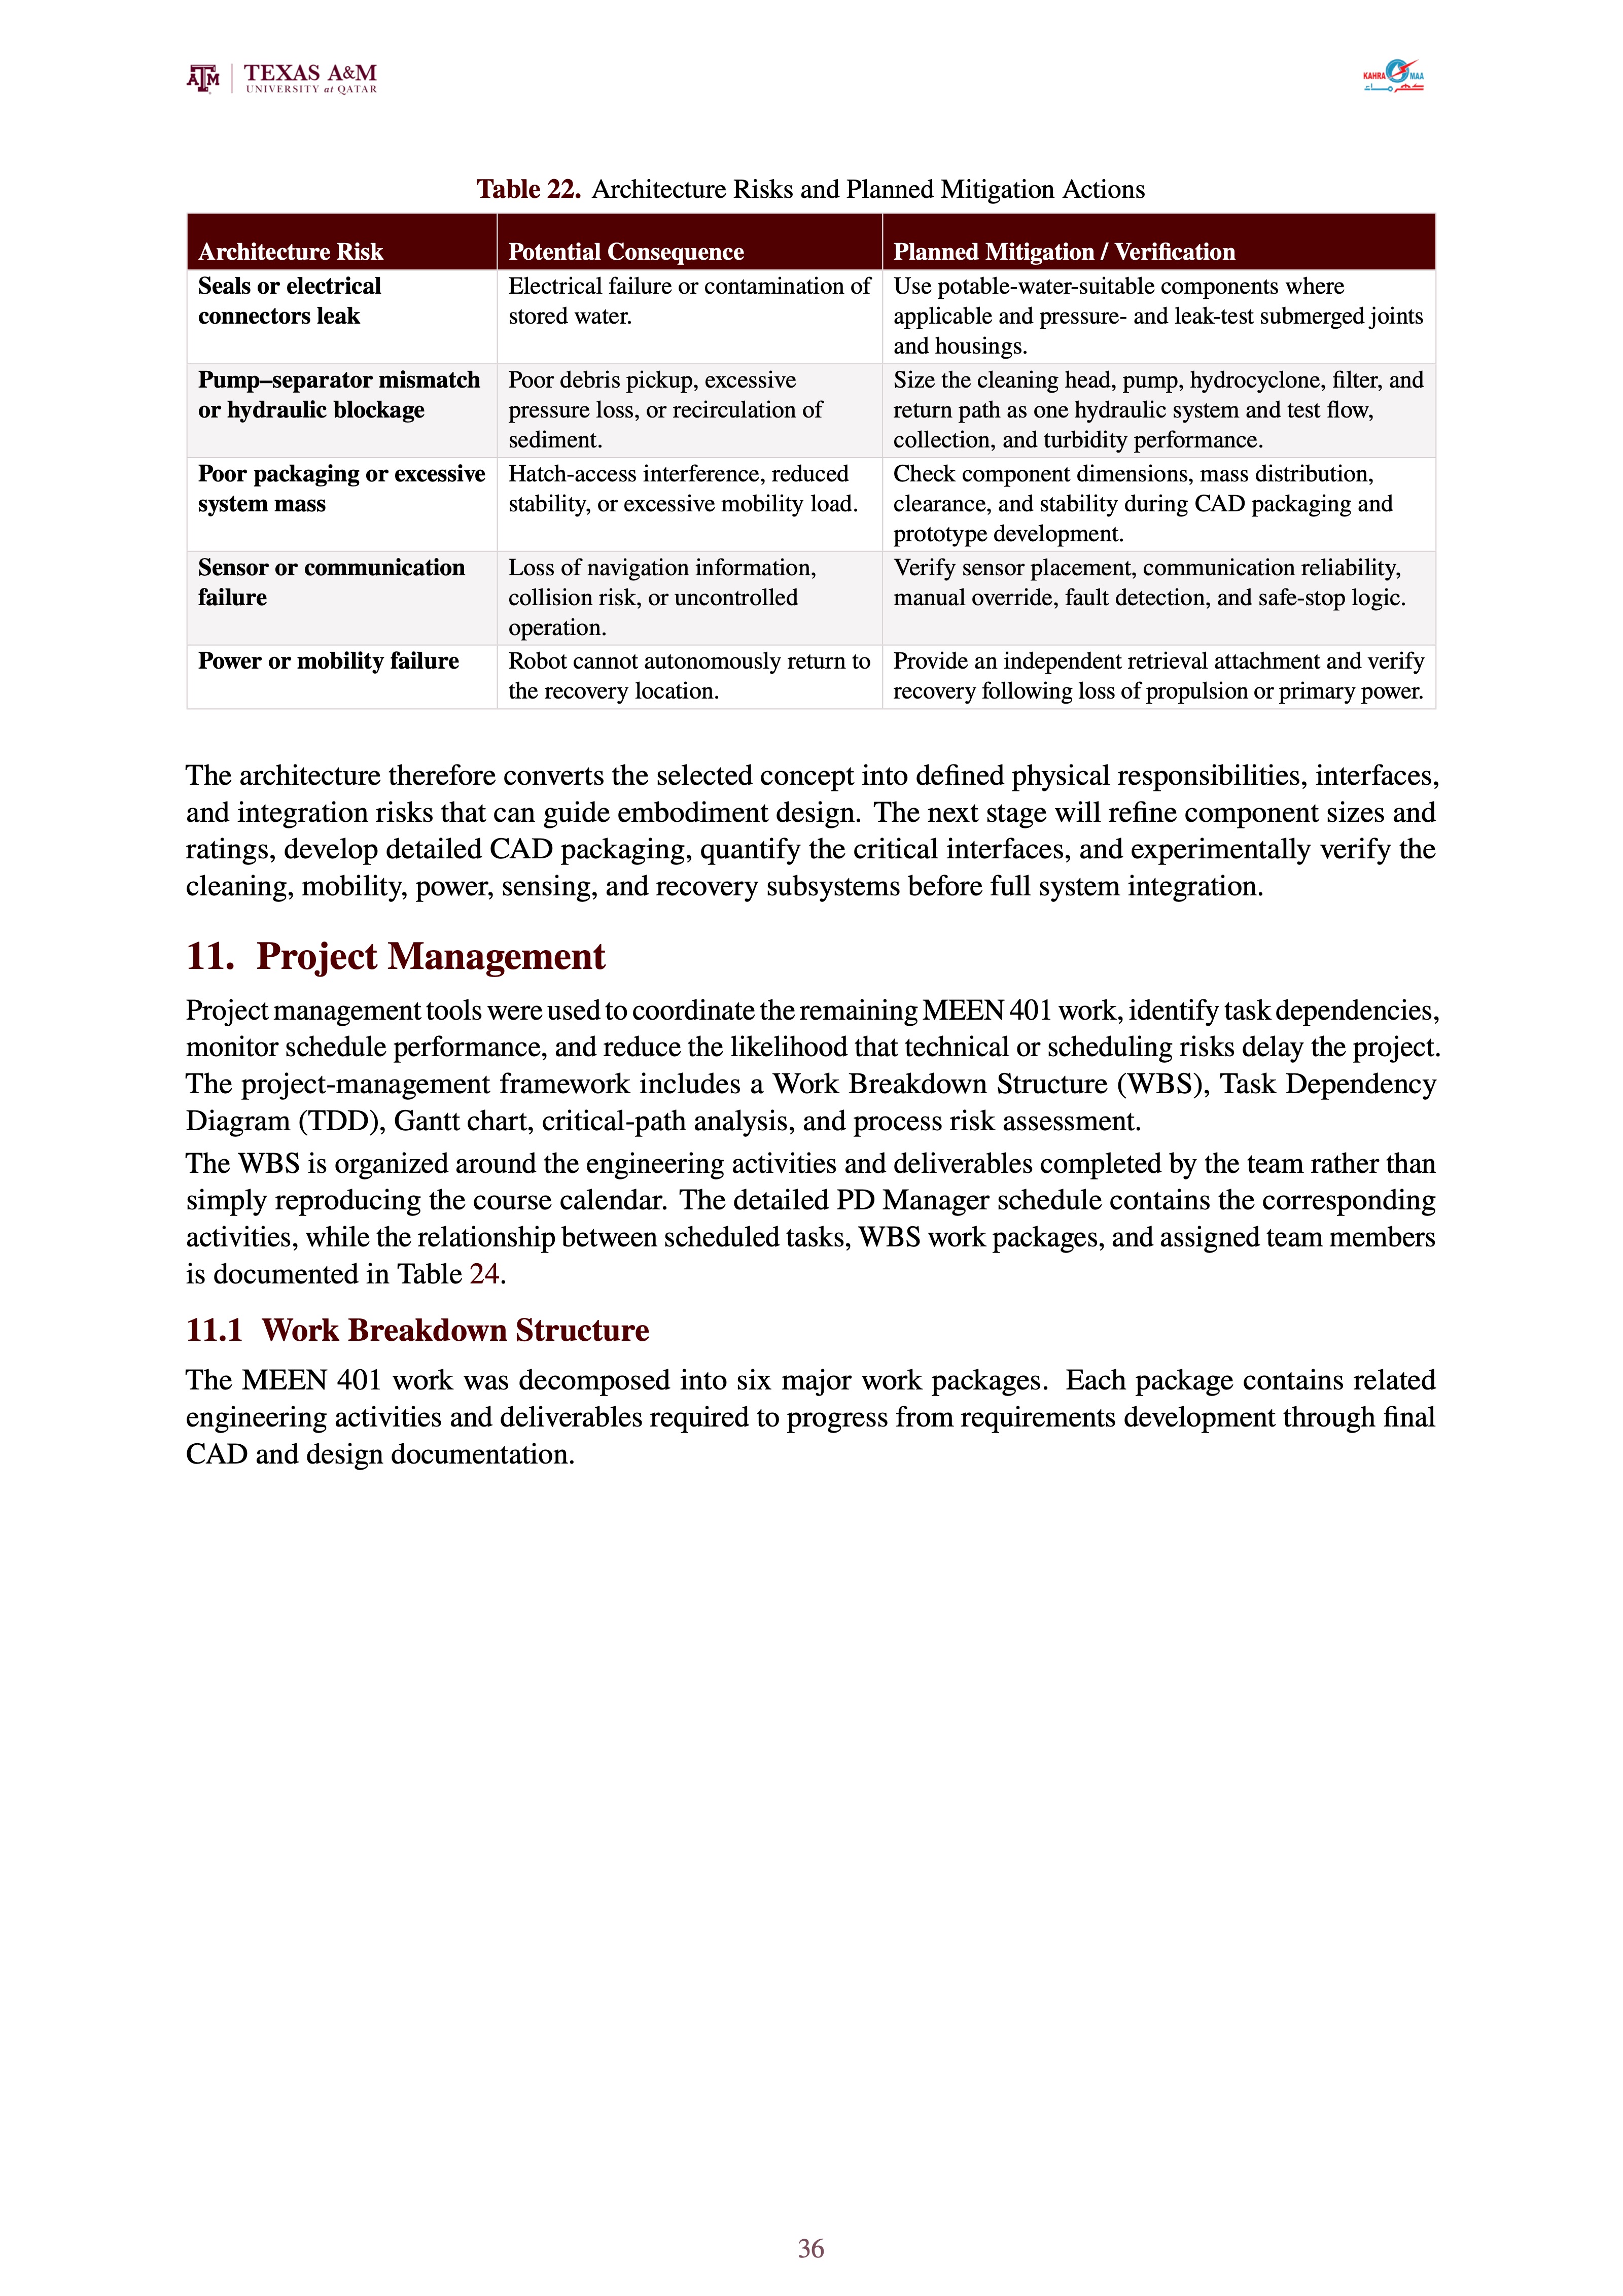 TEXAS A&M
UNIVERSITY at QATAR
KAHRA MAA
كهرماء
Table 22. Architecture Risks and Planned Mitigation Actions
Architecture Risk Potential Consequence Planned Mitigation / Verification
Seals or electrical connectors leak
Electrical failure or contamination of stored water.
Use potable-water-suitable components where
applicable and pressure- and leak-test submerged joints
and housings.
Pump–separator mismatch
or hydraulic blockage
Poor debris pickup, excessive
pressure loss, or recirculation of
sediment.
Size the cleaning head, pump, hydrocyclone, filter, and
return path as one hydraulic system and test flow,
collection, and turbidity performance.
Poor packaging or excessive
system mass
Hatch-access interference, reduced
stability, or excessive mobility load.
Check component dimensions, mass distribution,
clearance, and stability during CAD packaging and
prototype development.
Sensor or communication
failure
Loss of navigation information,
collision risk, or uncontrolled
operation.
Verify sensor placement, communication reliability,
manual override, fault detection, and safe-stop logic.
Power or mobility failure
Robot cannot autonomously return to
the recovery location.
Provide an independent retrieval attachment and verify
recovery following loss of propulsion or primary power.
The architecture therefore converts the selected concept into defined physical responsibilities, interfaces,
and integration risks that can guide embodiment design. The next stage will refine component sizes and
ratings, develop detailed CAD packaging, quantify the critical interfaces, and experimentally verify the
cleaning, mobility, power, sensing, and recovery subsystems before full system integration.
11. Project Management
Project management tools were used to coordinate the remaining MEEN 401 work, identify task dependencies,
monitor schedule performance, and reduce the likelihood that technical or scheduling risks delay the project.
The project-management framework includes a Work Breakdown Structure (WBS), Task Dependency
Diagram (TDD), Gantt chart, critical-path analysis, and process risk assessment.
The WBS is organized around the engineering activities and deliverables completed by the team rather than
simply reproducing the course calendar. The detailed PD Manager schedule contains the corresponding
activities, while the relationship between scheduled tasks, WBS work packages, and assigned team members
is documented in Table 24.
11.1 Work Breakdown Structure
The MEEN 401 work was decomposed into six major work packages. Each package contains related
engineering activities and deliverables required to progress from requirements development through final
CAD and design documentation.
36